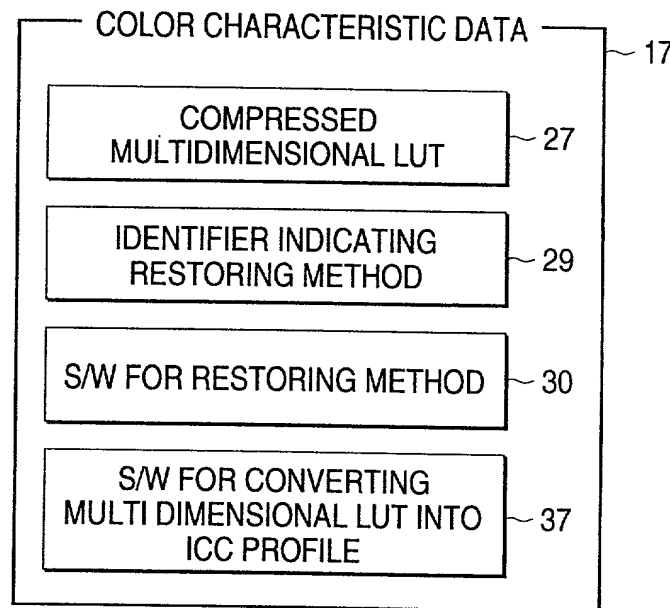 COLOR CHARACTERISTIC DATA
17
COMPRESSED
MULTIDIMENSIONAL LUT
27
IDENTIFIER INDICATING
RESTORING METHOD
29
S/W FOR RESTORING METHOD
30
S/W FOR CONVERTING
MULTI DIMENSIONAL LUT INTO
ICC PROFILE
37